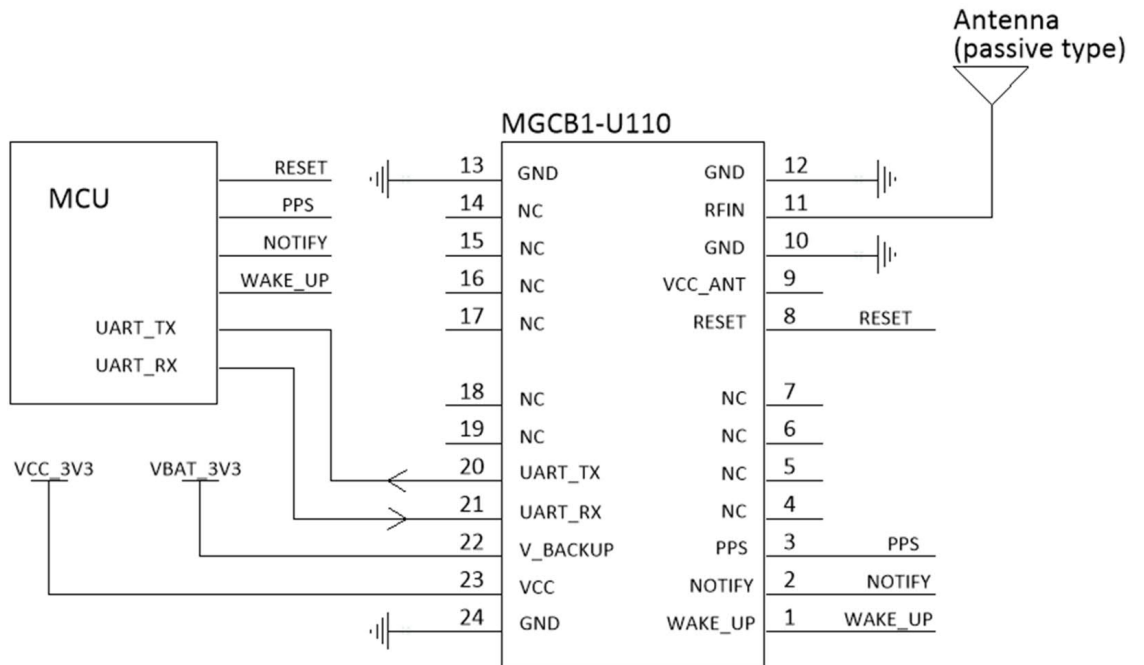 Antenna
(passive type)
MGCB1-U110
MCU
RESET
PPS
NOTIFY
WAKE_UP
UART_TX
UART_RX
VCC_3V3
VBAT_3V3
13 GND GND 12
14 NC RFIN 11
15 NC GND 10
16 NC VCC_ANT 9
17 NC RESET 8 RESET
18 NC NC 7
19 NC NC 6
20 UART_TX NC 5
21 UART_RX NC 4
22 V_BACKUP PPS 3 PPS
23 VCC NOTIFY 2 NOTIFY
24 GND WAKE_UP 1 WAKE_UP